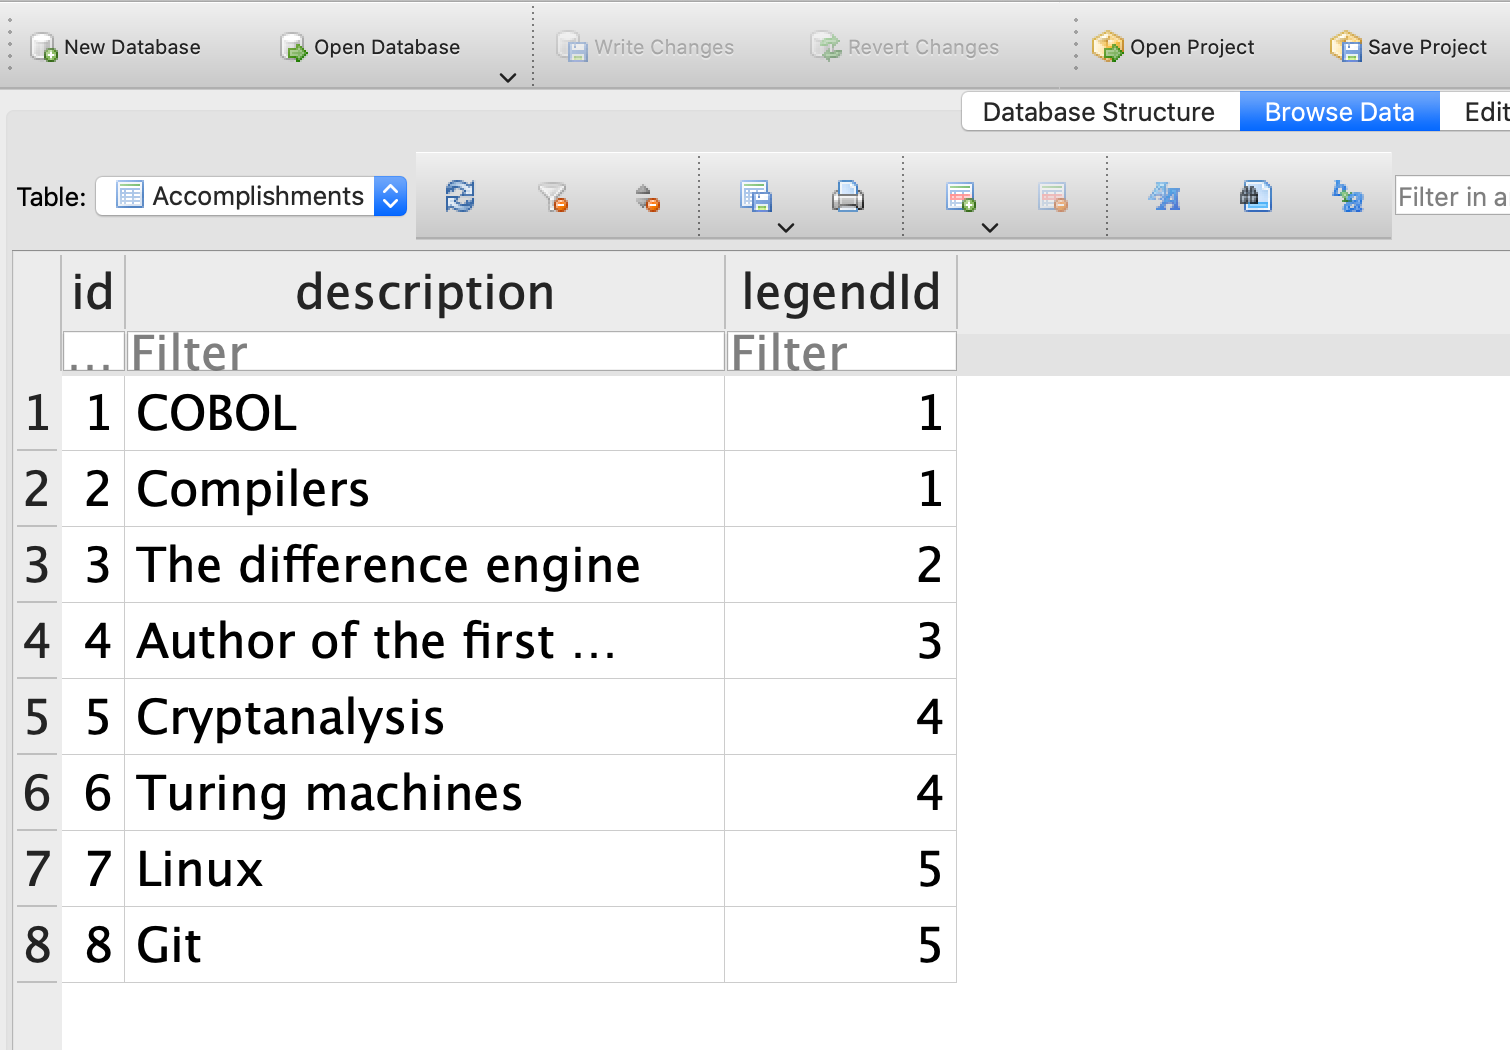 New Database Open Database Write Changes Revert Changes Open Project Save Project
Database Structure Browse Data Edit
Table: Accomplishments Filter in a
id description legendId
... Filter Filter
1 1 COBOL 1
2 2 Compilers 1
3 3 The difference engine 2
4 4 Author of the first ... 3
5 5 Cryptanalysis 4
6 6 Turing machines 4
7 7 Linux 5
8 8 Git 5